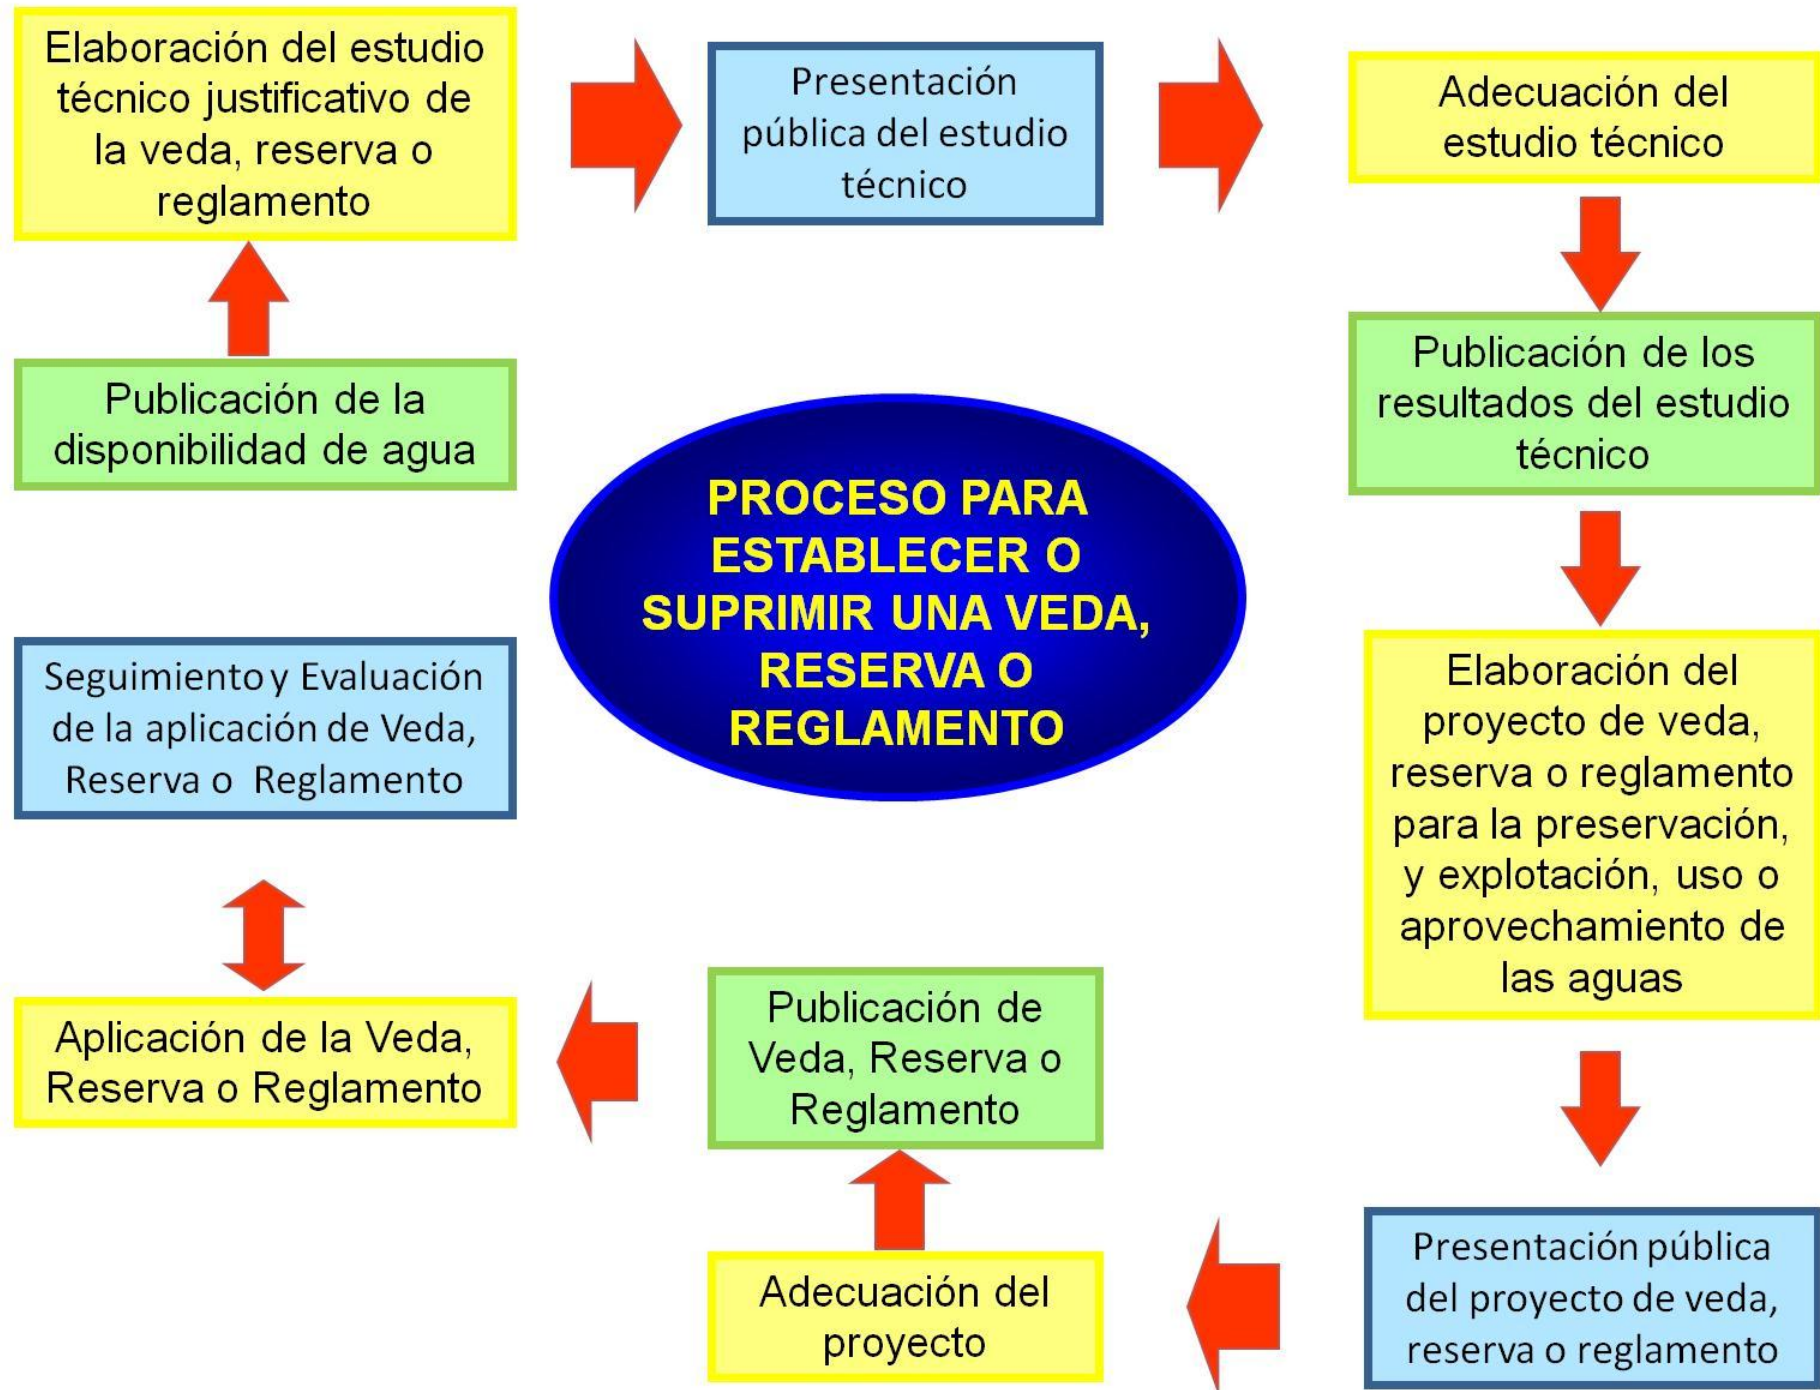 Elaboración del estudio
técnico justificativo de
la veda, reserva o
reglamento
Presentación
pública del estudio
técnico
Adecuación del
estudio técnico
Publicación de la
disponibilidad de agua
Publicación de los
resultados del estudio
técnico
PROCESO PARA
ESTABLECER O
SUPRIMIR UNA VEDA,
RESERVA O
REGLAMENTO
Elaboración del
proyecto de veda,
reserva o reglamento
para la preservación,
y explotación, uso o
aprovechamiento de
las aguas
Seguimiento y Evaluación
de la aplicación de Veda,
Reserva o Reglamento
Aplicación de la Veda,
Reserva o Reglamento
Publicación de
Veda, Reserva o
Reglamento
Adecuación del
proyecto
Presentación pública
del proyecto de veda,
reserva o reglamento